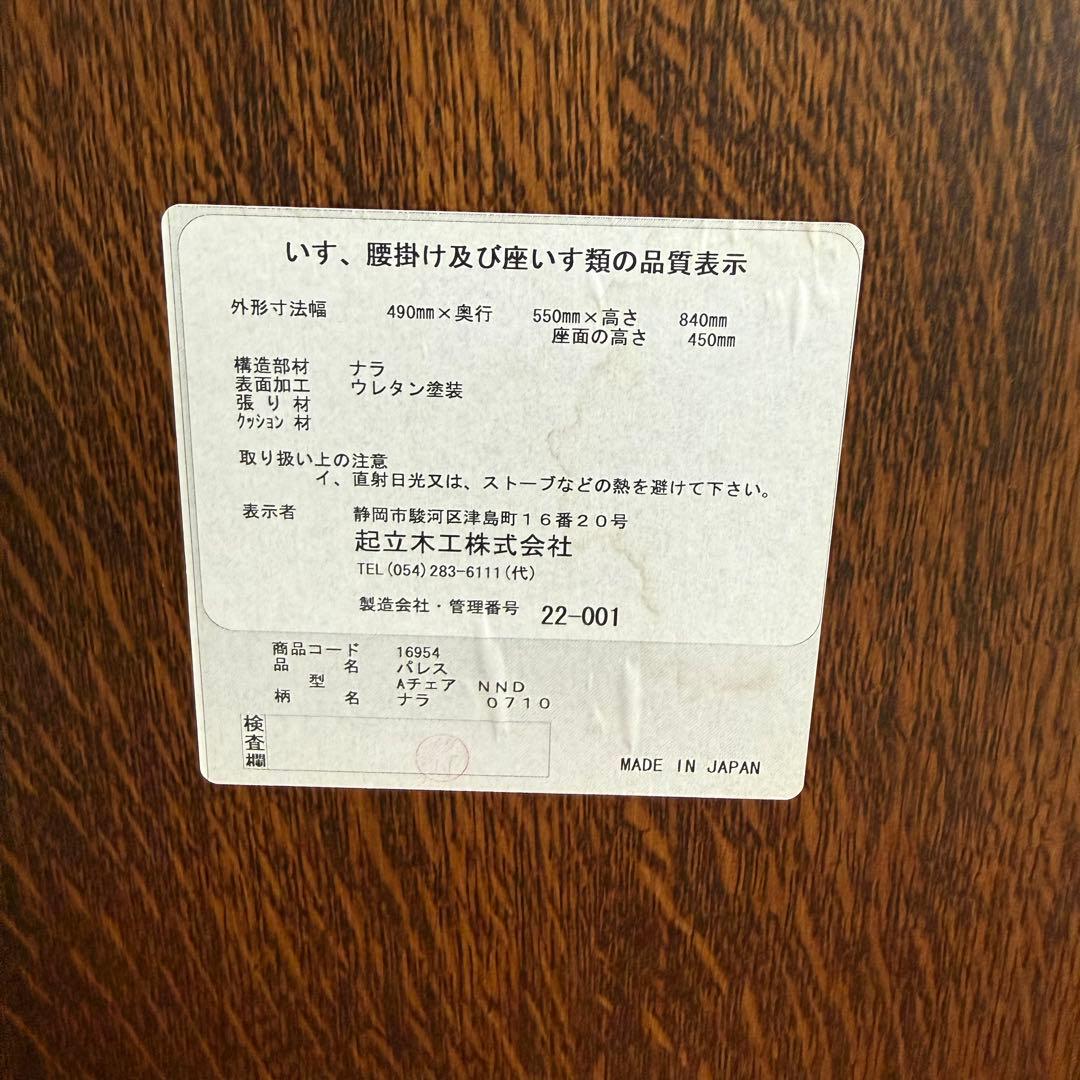 いす、腰掛け及び座いす類の品質表示
外形寸法幅 490mm×奥行 550mm×高さ 840mm
座面の高さ 450mm
構造部材 ナラ
表面加工 ウレタン塗装
張り材
ｸｯｼｮﾝ 材
取り扱い上の注意
イ、直射日光又は、ストーブなどの熱を避けて下さい。
表示者 静岡市駿河区津島町１６番２０号
起立木工株式会社
TEL(054)283-6111(代)
製造会社・管理番号 22-001
商品コード 16954
品名 パレス
型 Aチェア ＮＮＤ
柄名 ナラ ０７１０
検査欄
MADE IN JAPAN